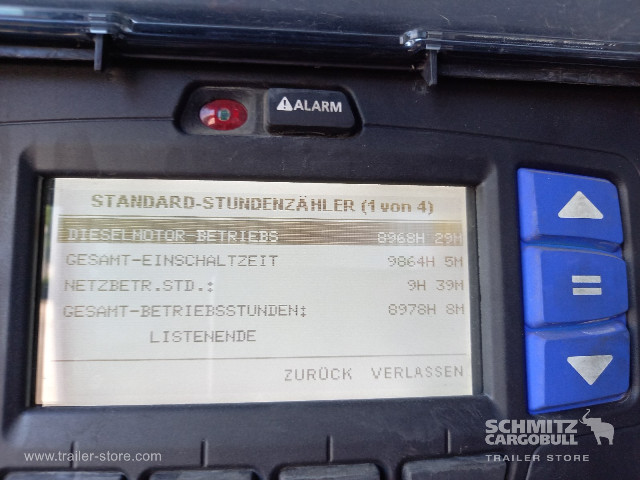 ⚠ALARM
STANDARD-STUNDENZÄHLER (1 von 4)
DIESELMOTOR-BETRIEBS 8968H 29M
GESAMT-EINSCHALTZEIT 9864H 5M
NETZBETR.STD.: 9H 39M
GESAMT-BETRIEBSSTUNDEN: 8978H 8M
LISTENENDE
ZURÜCK VERLASSEN
SCHMITZ
CARGOBULL
TRAILER STORE
www.trailer-store.com